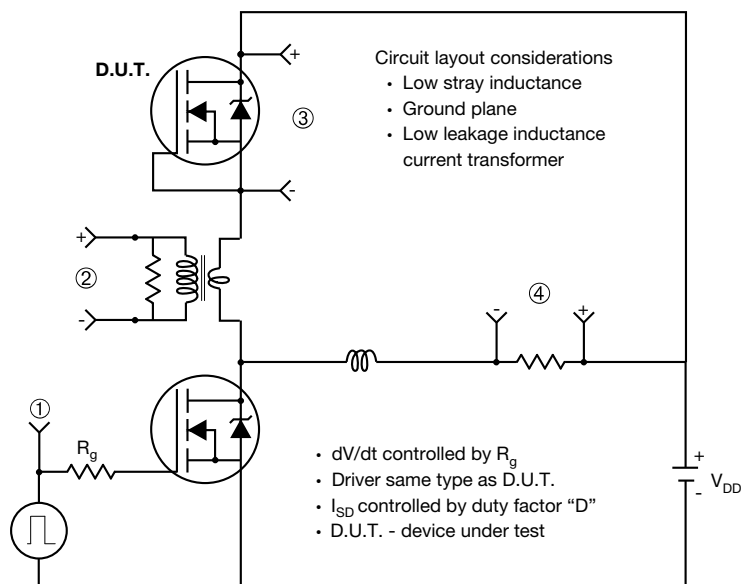 D.U.T.
+
Circuit layout considerations
• Low stray inductance
• Ground plane
• Low leakage inductance
current transformer
③
-
+
②
-
④
-
+
①
Rg
• dV/dt controlled by Rg
• Driver same type as D.U.T.
• ISD controlled by duty factor “D”
• D.U.T. - device under test
+
VDD
-